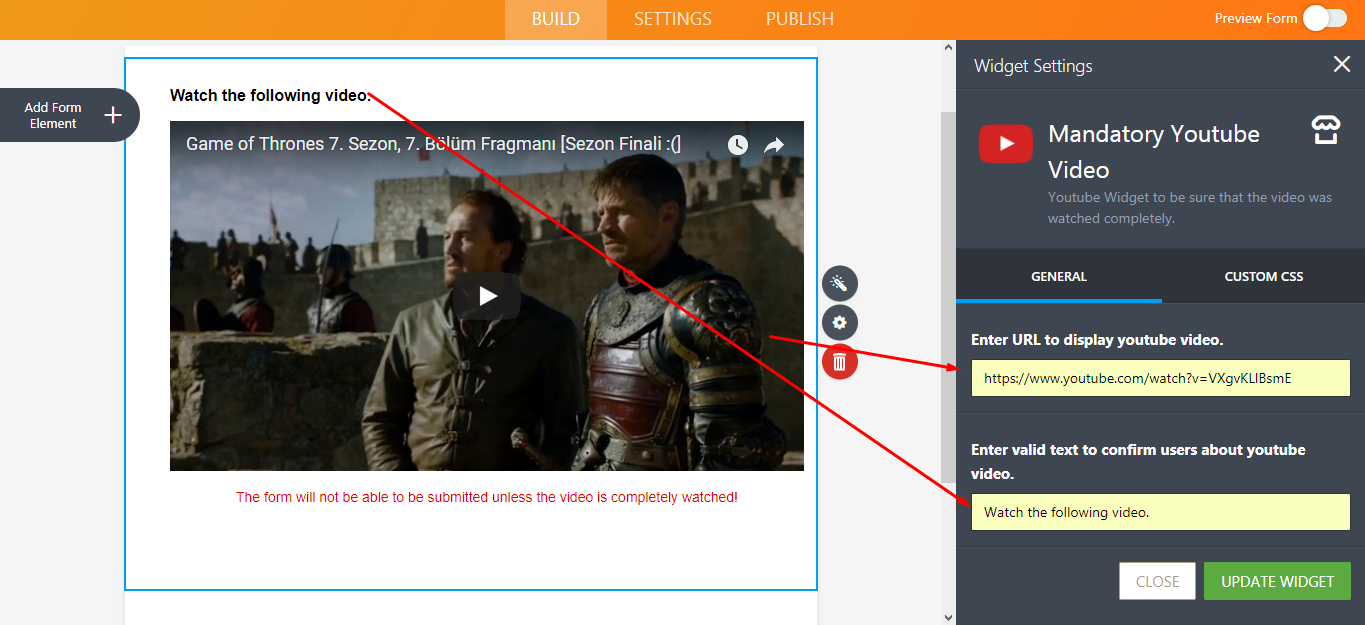 BUILD
SETTINGS
PUBLISH
Preview Form
Add Form
Element
Watch the following video.
Game of Thrones 7. Sezon, 7. Bölüm Fragmanı [Sezon Finali :(]
The form will not be able to be submitted unless the video is completely watched!
Widget Settings
Mandatory Youtube
Video
Youtube Widget to be sure that the video was
watched completely.
GENERAL
CUSTOM CSS
Enter URL to display youtube video.
https://www.youtube.com/watch?v=VXgvKLIBsmE
Enter valid text to confirm users about youtube
video.
Watch the following video.
CLOSE
UPDATE WIDGET